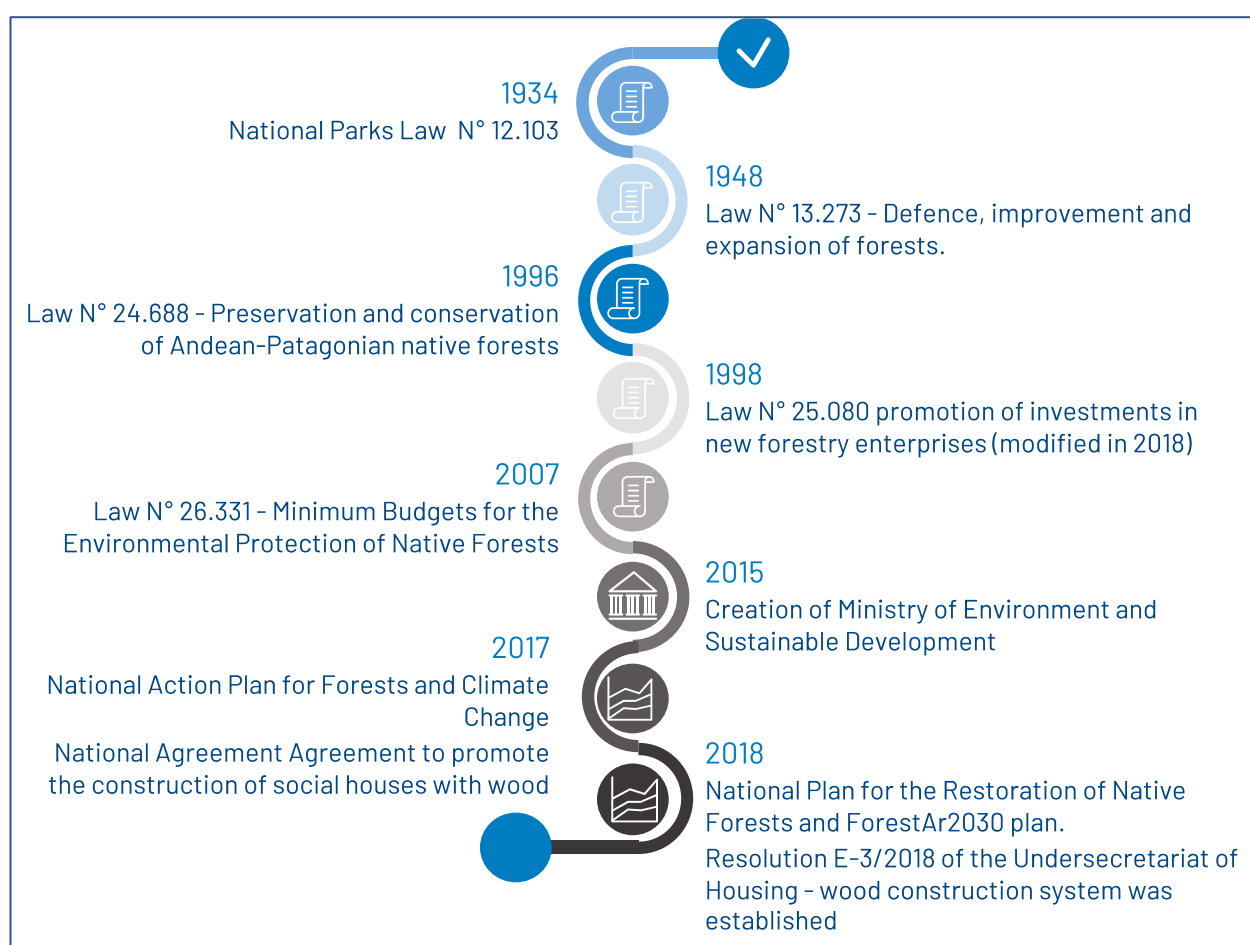 1934
National Parks Law N° 12.103
1948
Law N° 13.273 - Defence, improvement and
expansion of forests.
1996
Law N° 24.688 - Preservation and conservation
of Andean-Patagonian native forests
1998
Law N° 25.080 promotion of investments in
new forestry enterprises (modified in 2018)
2007
Law N° 26.331 - Minimum Budgets for the
Environmental Protection of Native Forests
2015
Creation of Ministry of Environment and
Sustainable Development
2017
National Action Plan for Forests and Climate
Change
National Agreement Agreement to promote
the construction of social houses with wood
2018
National Plan for the Restoration of Native
Forests and ForestAr2030 plan.
Resolution E-3/2018 of the Undersecretariat of
Housing - wood construction system was
established